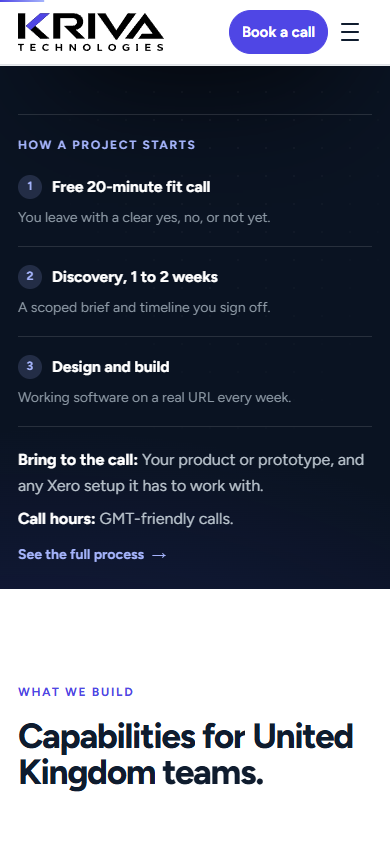 KRIVA
TECHNOLOGIES
Book a call
HOW A PROJECT STARTS
1 Free 20-minute fit call
You leave with a clear yes, no, or not yet.
2 Discovery, 1 to 2 weeks
A scoped brief and timeline you sign off.
3 Design and build
Working software on a real URL every week.
Bring to the call: Your product or prototype, and
any Xero setup it has to work with.
Call hours: GMT-friendly calls.
See the full process →
WHAT WE BUILD
Capabilities for United
Kingdom teams.